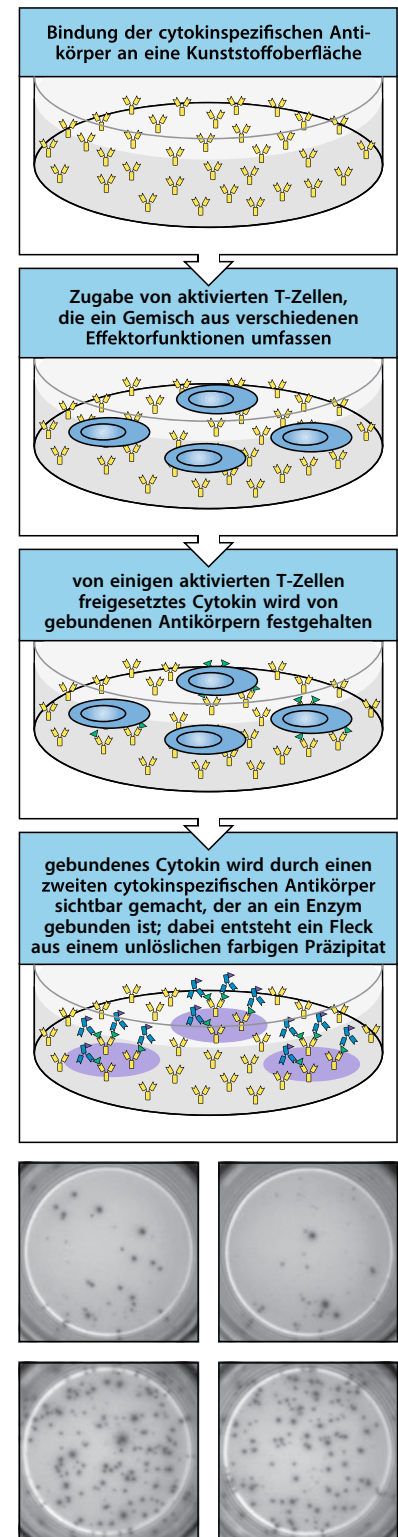 Bindung der cytokinspezifischen Anti-
körper an eine Kunststoffoberfläche
Zugabe von aktivierten T-Zellen,
die ein Gemisch aus verschiedenen
Effektorfunktionen umfassen
von einigen aktivierten T-Zellen
freigesetztes Cytokin wird von
gebundenen Antikörpern festgehalten
gebundenes Cytokin wird durch einen
zweiten cytokinspezifischen Antikörper
sichtbar gemacht, der an ein Enzym
gebunden ist; dabei entsteht ein Fleck
aus einem unlöslichen farbigen Präzipitat